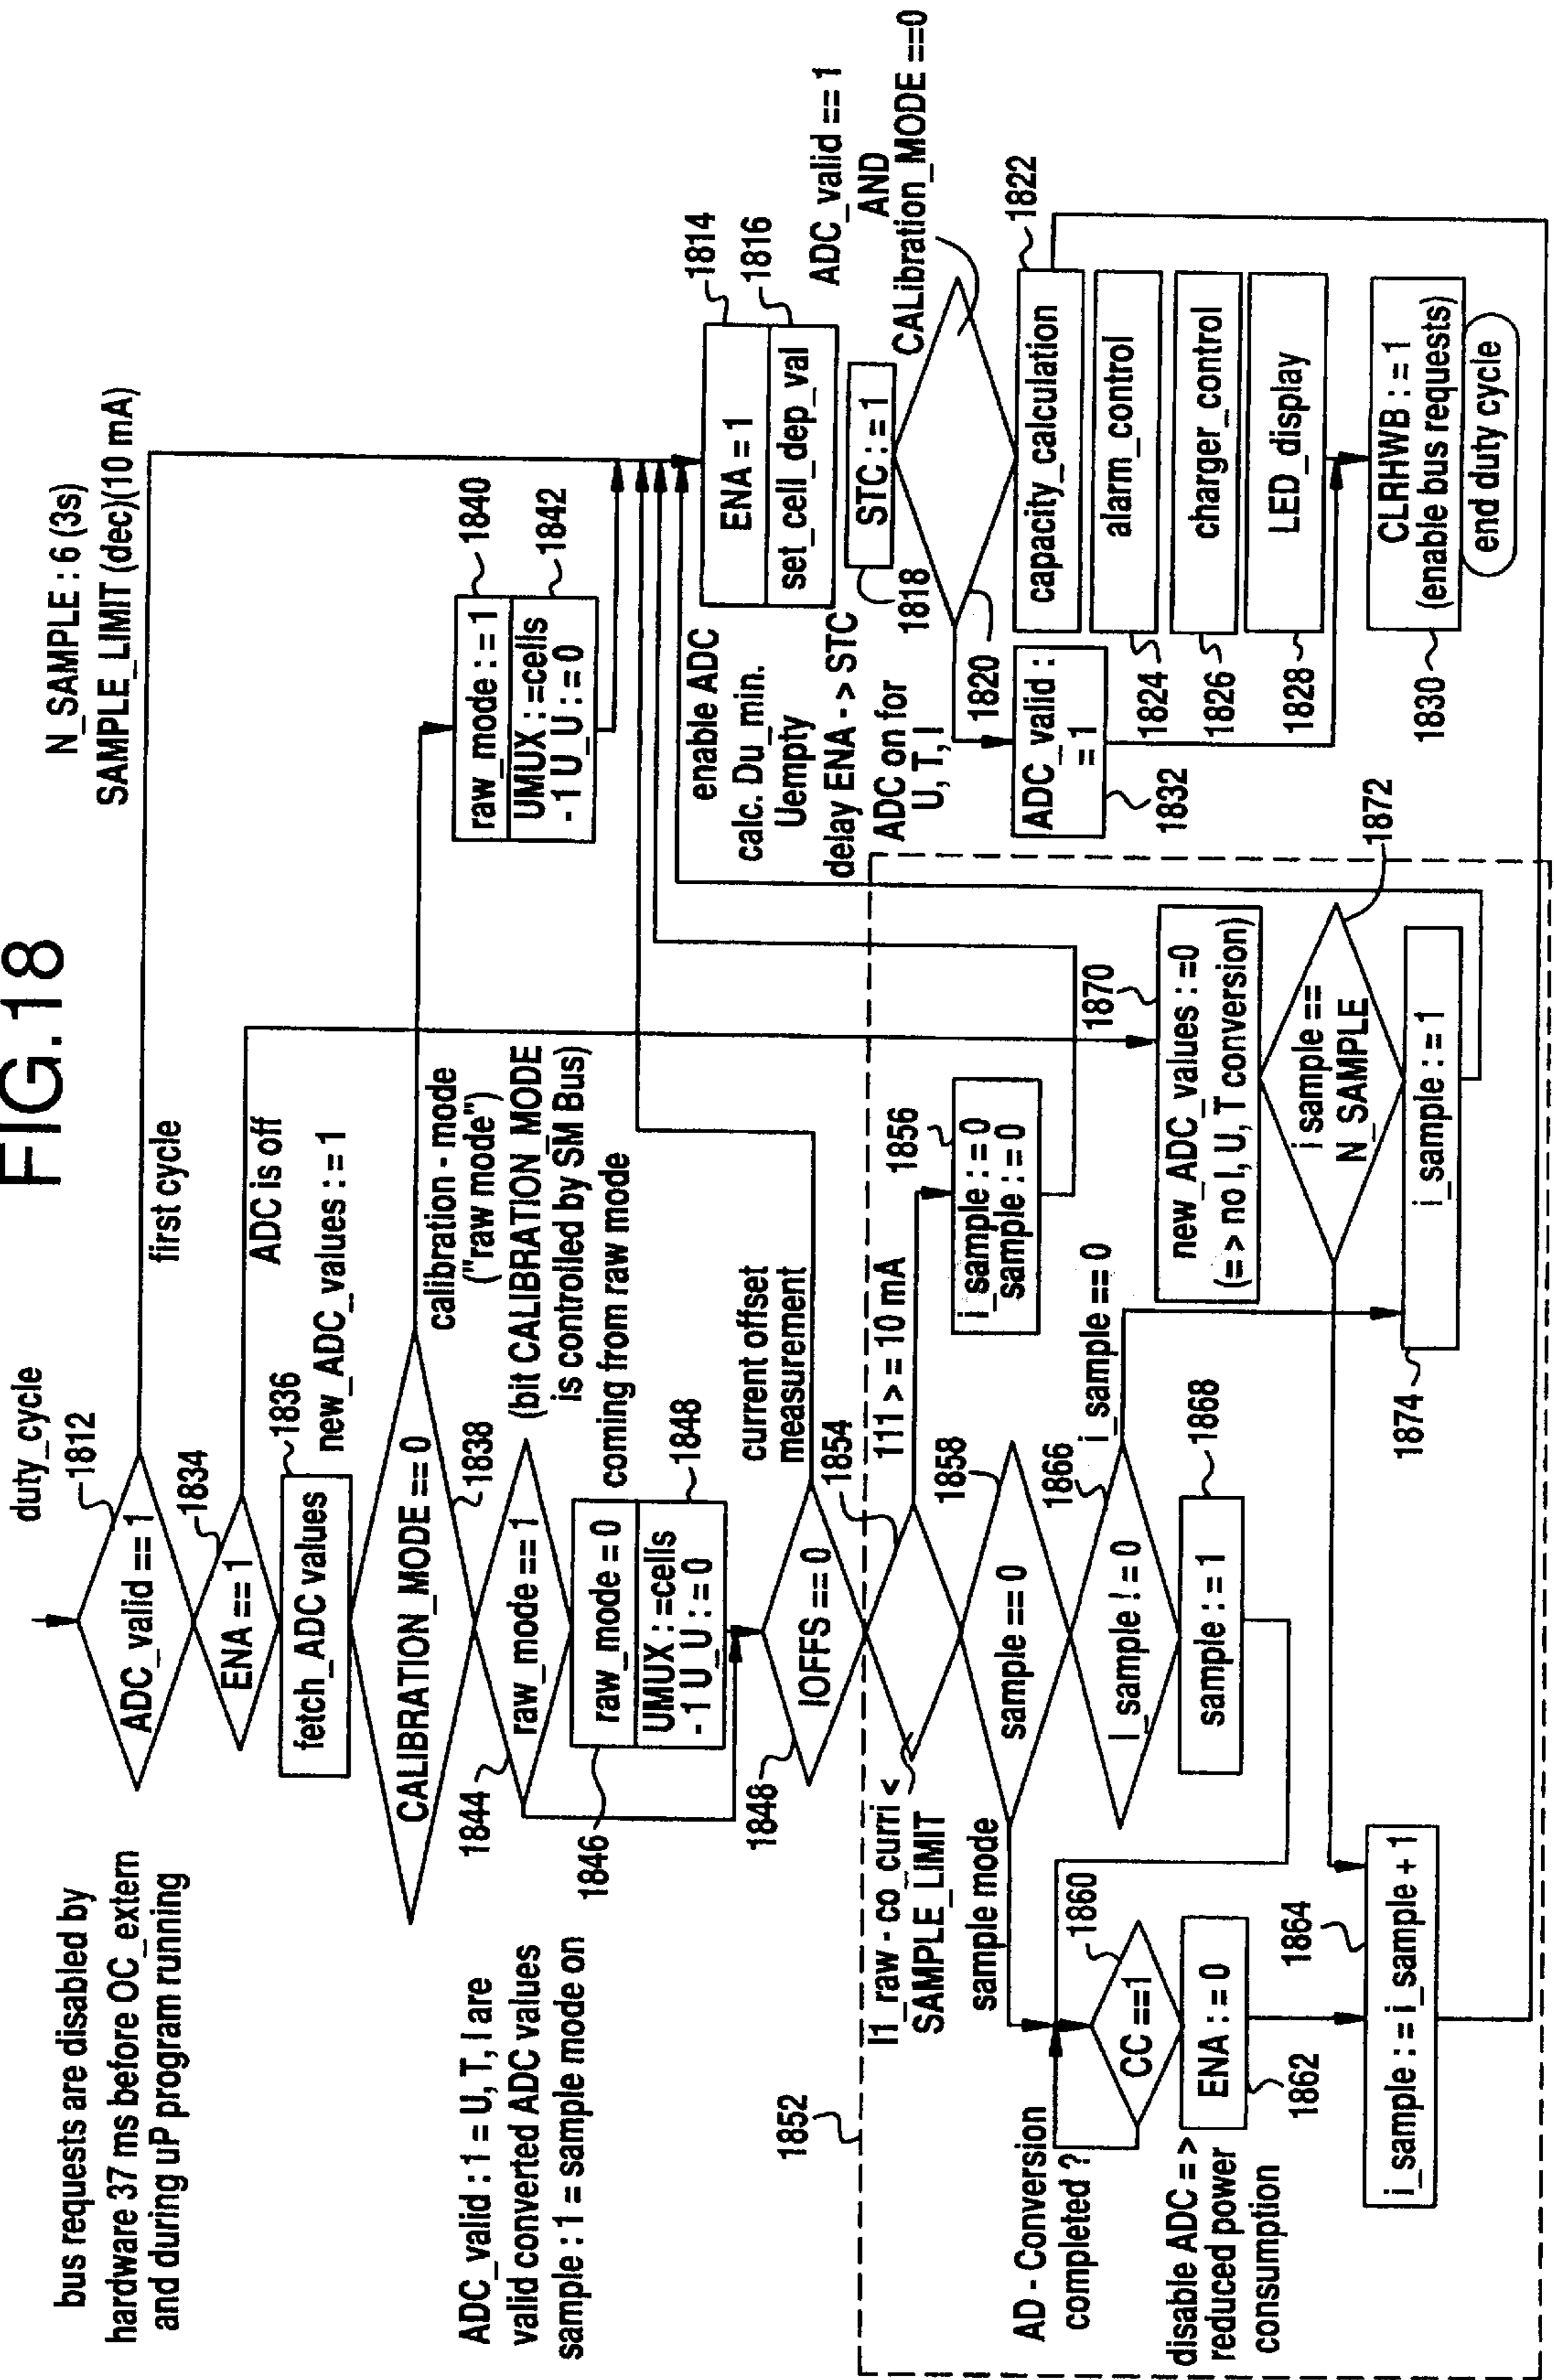 FIG.18
N_SAMPLE : 6 (3s)
SAMPLE_LIMIT (dec)(10 mA)
bus requests are disabled by
hardware 37 ms before OC_extern
and during uP program running
duty_cycle
1812
ADC_valid == 1
first cycle
1834
ENA == 1
ADC is off
1836
fetch_ADC values
new_ADC_values : = 1
CALIBRATION_MODE == 0
1838
calibration - mode
("raw mode")
(bit CALIBRATION_MODE
is controlled by SM Bus)
1840
raw_mode : = 1
1842
UMUX : =cells
- 1 U_U : = 0
ADC_valid : 1 = U, T, I are
valid converted ADC values
sample : 1 = sample mode on
1844
raw_mode == 1
coming from raw mode
1846
raw_mode = 0
1848
UMUX : =cells
- 1 U_U : = 0
1848
IOFFS == 0
current offset
measurement
1852
1854
111 > = 10 mA
I1_raw - co_curri <
SAMPLE_LIMIT
1856
i_sample : = 0
sample : = 0
1858
sample == 0
sample mode
1866
I_sample ! = 0
i_sample == 0
1868
sample : = 1
AD - Conversion
completed ?
1860
CC ==1
disable ADC = >
reduced power
consumption
ENA : = 0
1862
1864
i_sample : = i_sample + 1
1870
new_ADC_values : =0
(= > no I, U, T conversion)
1872
i sample ==
N_SAMPLE
1874
i_sample : = 1
enable ADC
calc. Du_min.
Uempty
delay ENA - > STC
ADC on for
U, T, I
1814
ENA = 1
1816
set_cell_dep_val
STC : = 1
1818
ADC_valid == 1
AND
CALibration_MODE ==0
1820
ADC_valid :
= 1
1832
1822
capacity_calculation
alarm_control
1824
charger_control
1826
LED_display
1828
CLRHWB : = 1
(enable bus requests)
1830
end duty cycle